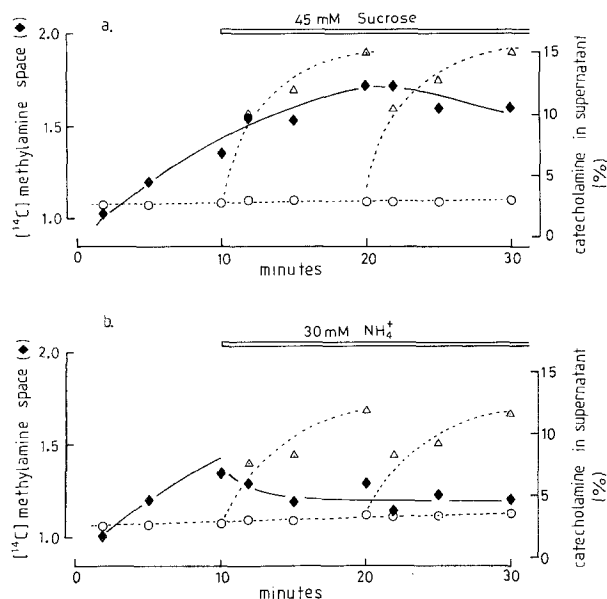 a.
45 mM Sucrose
[¹⁴C] methylamine space (◆)
2.0
1.5
1.0
15
10
5
0
catecholamine in supernatant
(%)
0
10
20
30
minutes
b.
30 mM NH₄⁺
[¹⁴C] methylamine space (◆)
2.0
1.5
1.0
15
10
5
0
catecholamine in supernatant
(%)
0
10
20
30
minutes